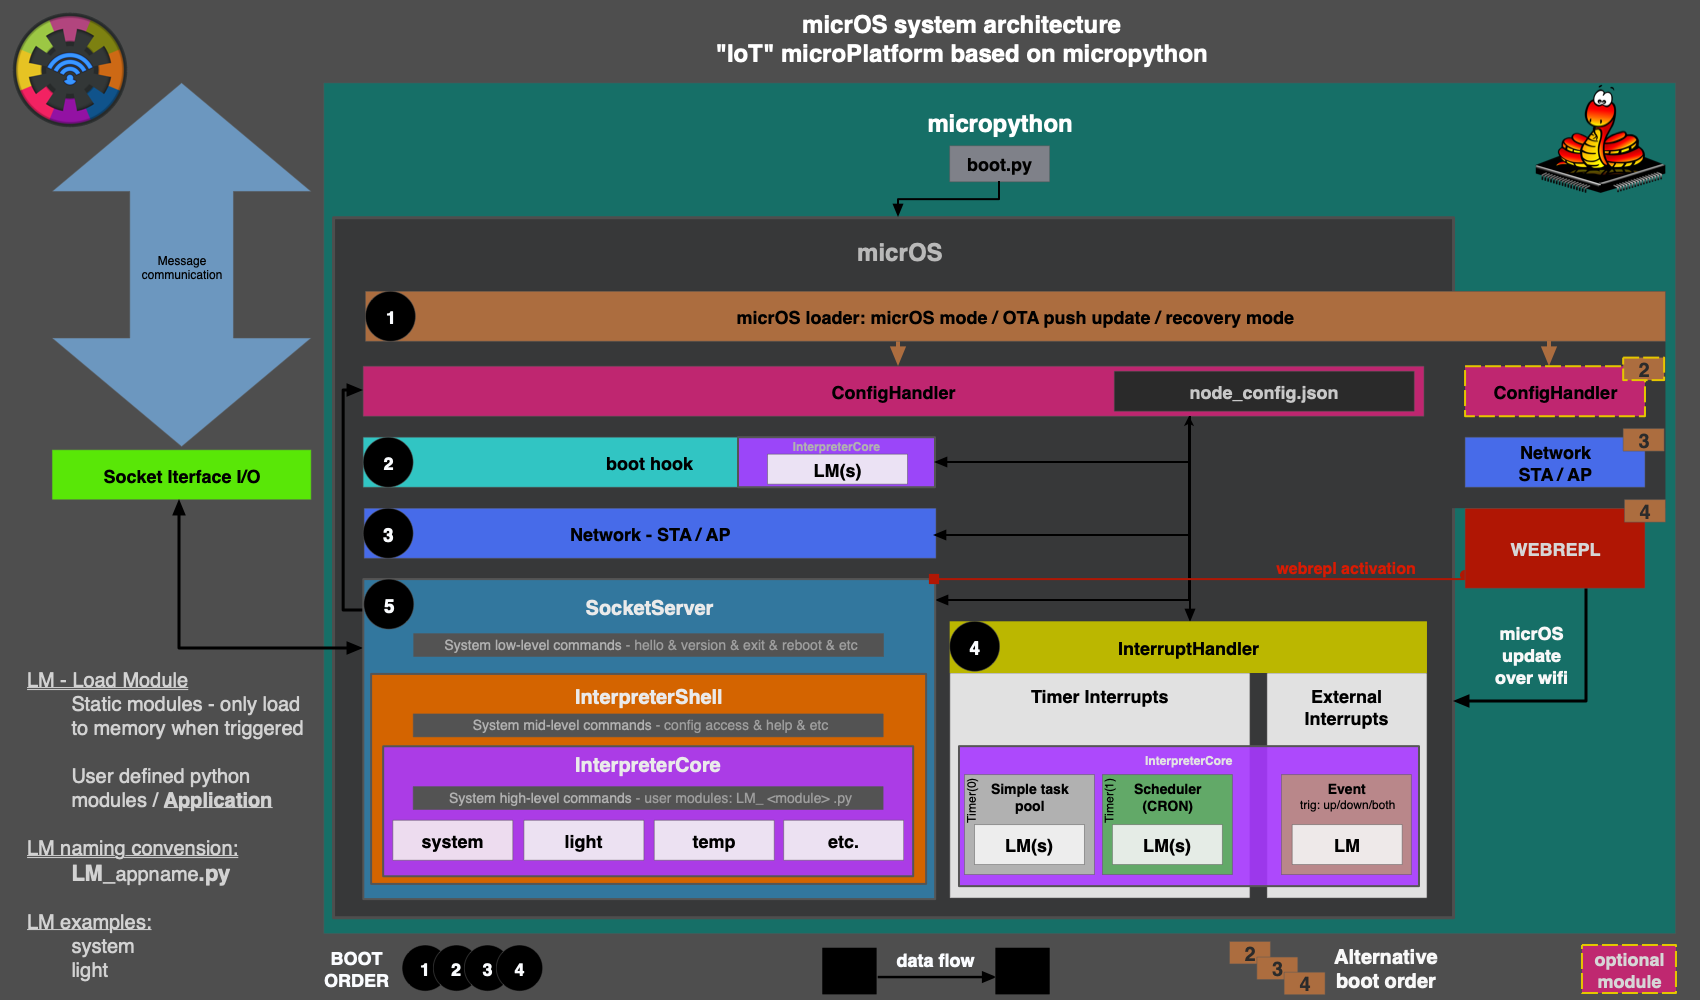 micrOS system architecture
"IoT" microPlatform based on micropython
micropython
boot.py
micrOS
Message
communication
1
micrOS loader: micrOS mode / OTA push update / recovery mode
ConfigHandler
node_config.json
2
ConfigHandler
2
boot hook
InterpreterCore
LM(s)
3
Network
STA / AP
Socket Iterface I/O
3
Network - STA / AP
4
WEBREPL
webrepl activation
5
SocketServer
System low-level commands - hello & version & exit & reboot & etc
InterpreterShell
System mid-level commands - config access & help & etc
InterpreterCore
System high-level commands - user modules: LM_ <module> .py
system
light
temp
etc.
4
InterruptHandler
Timer Interrupts
External
Interrupts
InterpreterCore
Timer(0)
Simple task
pool
LM(s)
Timer(1)
Scheduler
(CRON)
LM(s)
Event
trig: up/down/both
LM
micrOS
update
over wifi
LM - Load Module
Static modules - only load
to memory when triggered
User defined python
modules / Application
LM naming convension:
LM_appname.py
LM examples:
system
light
BOOT
ORDER
1
2
3
4
data flow
2
3
4
Alternative
boot order
optional
module